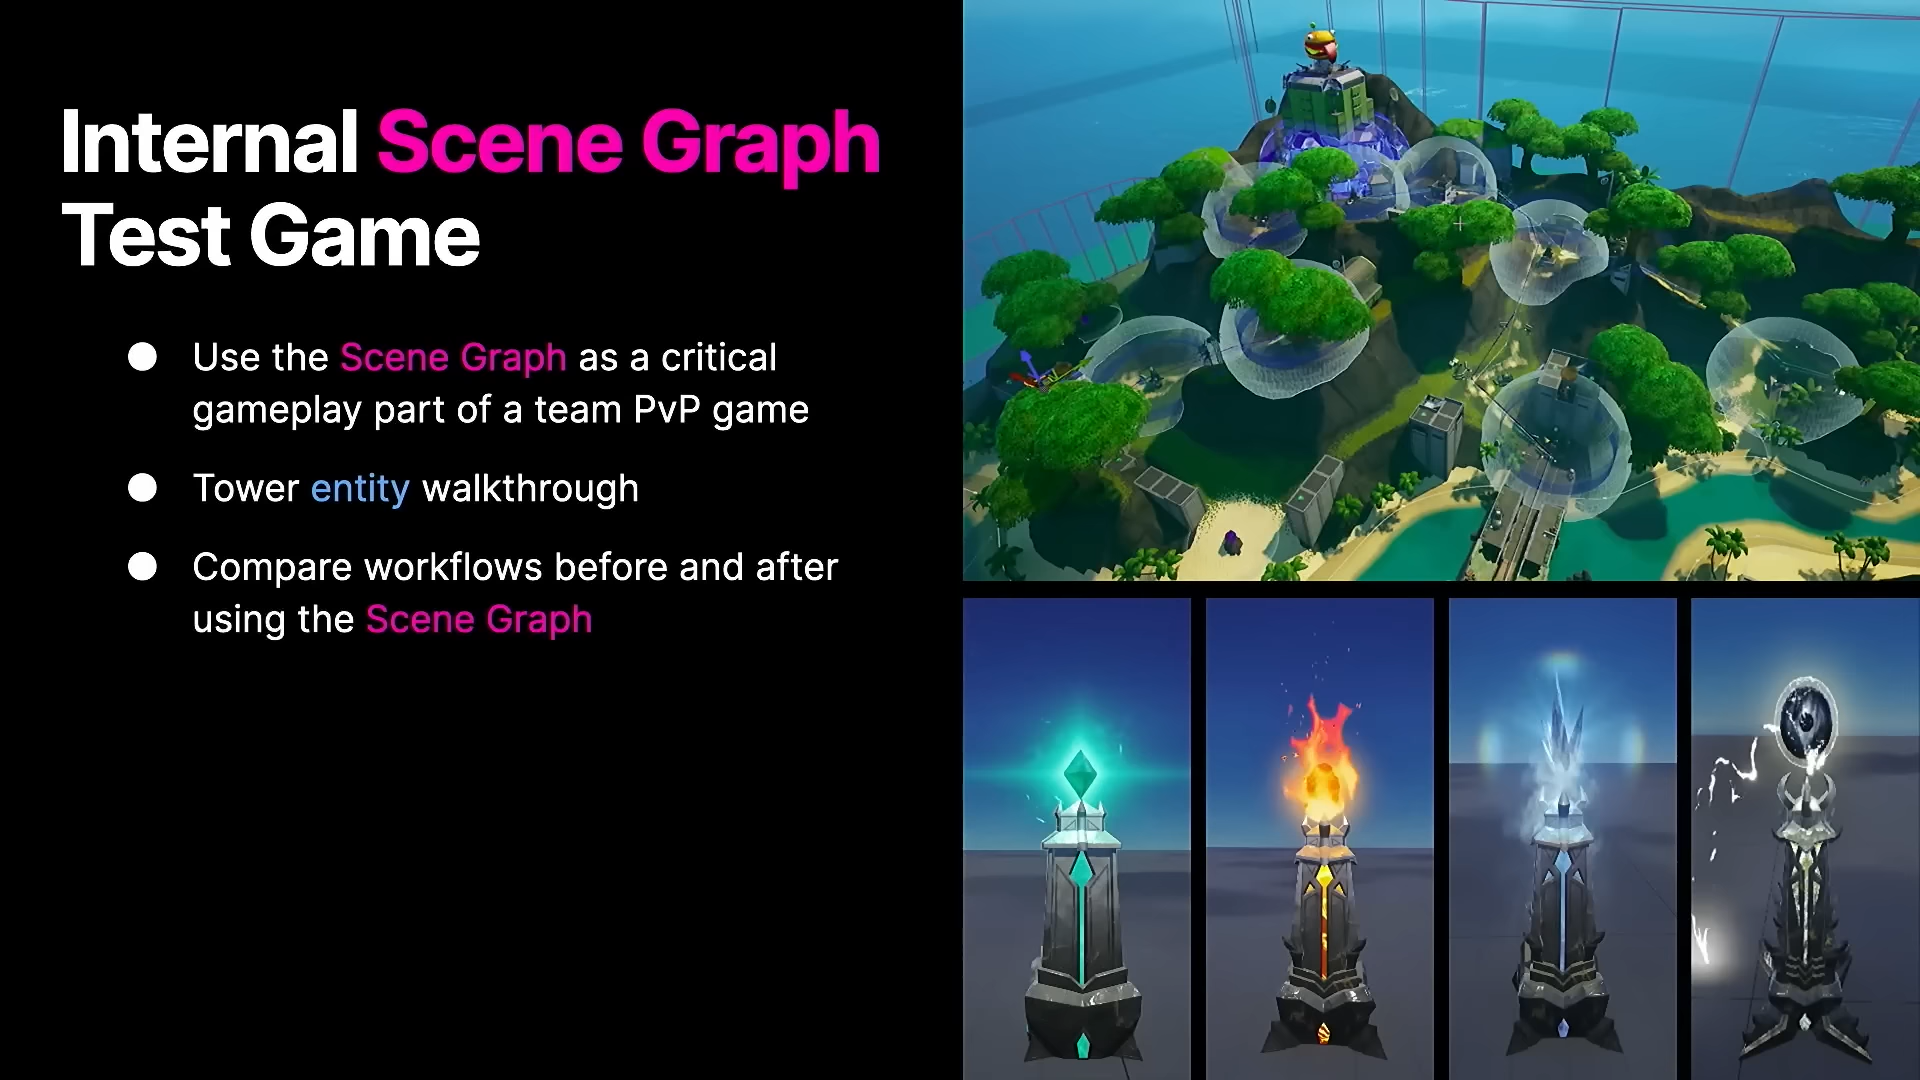 Internal Scene Graph
Test Game
Use the Scene Graph as a critical
gameplay part of a team PvP game
Tower entity walkthrough
Compare workflows before and after
using the Scene Graph